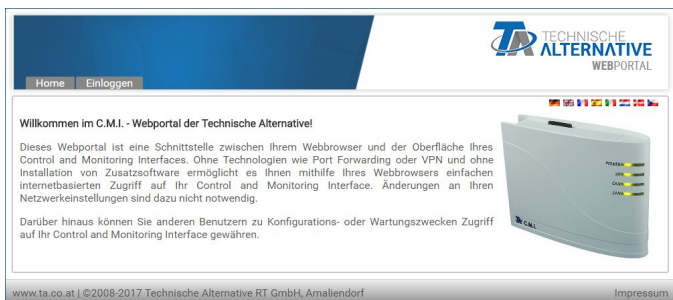 TA TECHNISCHE
ALTERNATIVE
WEBPORTAL
Home Einloggen
Willkommen im C.M.I. - Webportal der Technische Alternative!
Dieses Webportal ist eine Schnittstelle zwischen Ihrem Webbrowser und der Oberfläche Ihres
Control and Monitoring Interfaces. Ohne Technologien wie Port Forwarding oder VPN und ohne
Installation von Zusatzsoftware ermöglicht es Ihnen mithilfe Ihres Webbrowsers einfachen
internetbasierten Zugriff auf Ihr Control and Monitoring Interface. Änderungen an Ihren
Netzwerkeinstellungen sind dazu nicht notwendig.
Darüber hinaus können Sie anderen Benutzern zu Konfigurations- oder Wartungszwecken Zugriff
auf Ihr Control and Monitoring Interface gewähren.
POWER
CAN
LAN
C.M.I.
www.ta.co.at | ©2008-2017 Technische Alternative RT GmbH, Amaliendorf
Impressum